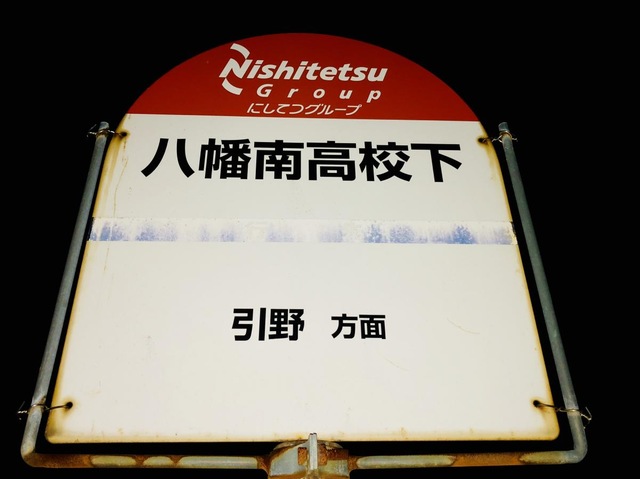 Nishitetsu
Group
にしてつグループ
八幡南高校下
引野 方面